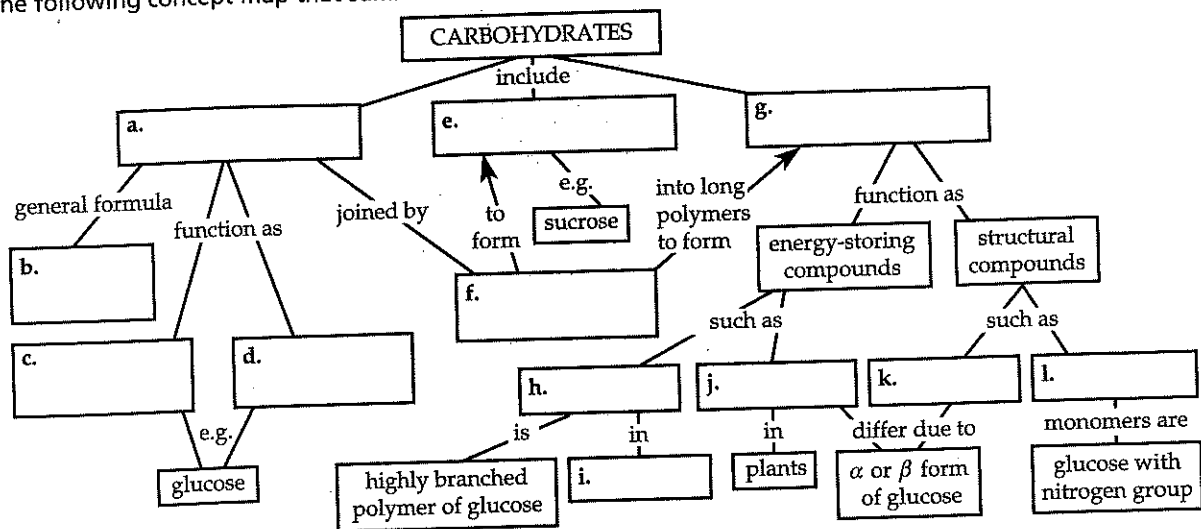 he following concept map that
CARBOHYDRATES
include
a.
e.
g.
general formula
function as
joined by
to
form
e.g.
sucrose
into long
polymers
to form
function as
energy-storing
compounds
structural
compounds
b.
f.
such as
such as
c.
d.
h.
j.
k.
l.
e.g.
is
in
in
differ due to
monomers are
glucose
highly branched
polymer of glucose
i.
plants
α or β form
of glucose
glucose with
nitrogen group